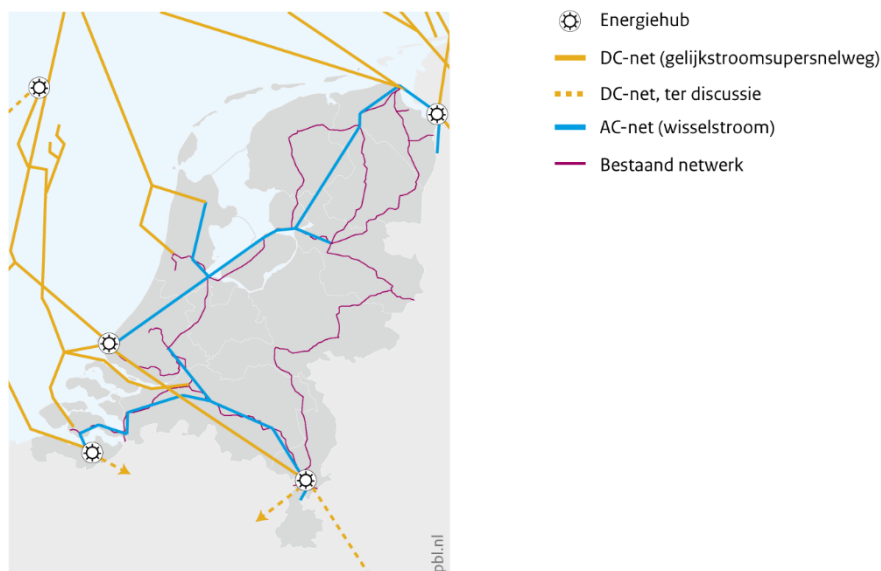 Energiehub
DC-net (gelijkstroomsupersnelweg)
DC-net, ter discussie
AC-net (wisselstroom)
Bestaand netwerk
pbl.nl